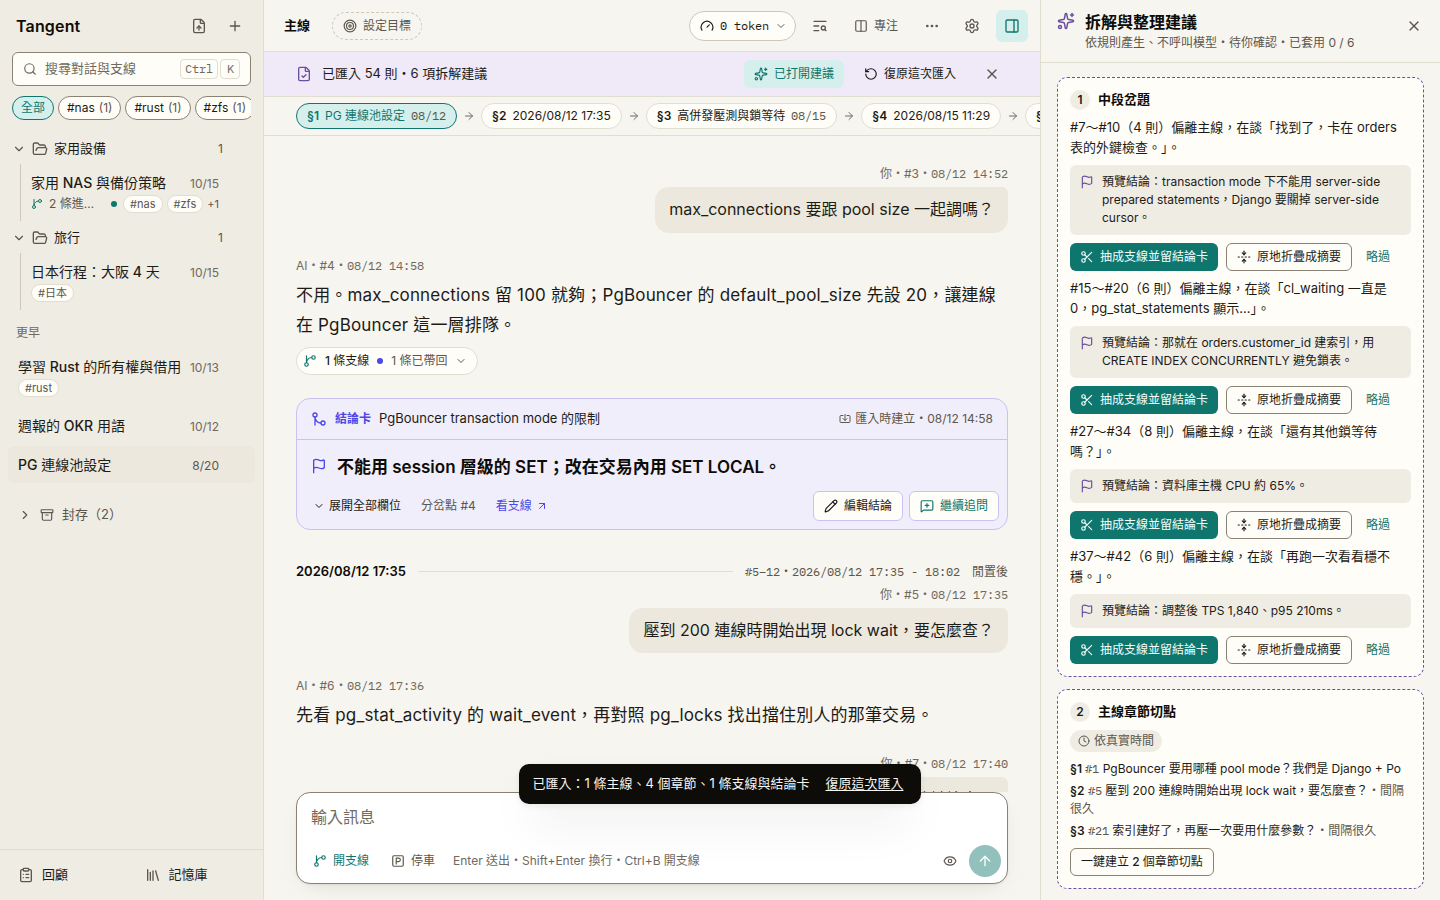 Tangent
搜尋對話與支線
Ctrl K
全部 #nas (1) #rust (1) #zfs (1)
家用設備 1
家用 NAS 與備份策略 10/15
2 條進... #nas #zfs +1
旅行 1
日本行程：大阪 4 天 10/15
#日本
更早
學習 Rust 的所有權與借用 10/13
#rust
週報的 OKR 用語 10/12
PG 連線池設定 8/20
封存（2）
回顧
記憶庫
主線
設定目標
0 token
專注
已匯入 54 則・6 項拆解建議
已打開建議
復原這次匯入
§1 PG 連線池設定 08/12
§2 2026/08/12 17:35
§3 高併發壓測與鎖等待 08/15
§4 2026/08/15 11:29
你・#3・08/12 14:52
max_connections 要跟 pool size 一起調嗎？
AI・#4・08/12 14:58
不用。max_connections 留 100 就夠；PgBouncer 的 default_pool_size 先設 20，讓連線
在 PgBouncer 這一層排隊。
1 條支線 1 條已帶回
結論卡 PgBouncer transaction mode 的限制
匯入時建立・08/12 14:58
不能用 session 層級的 SET；改在交易內用 SET LOCAL。
展開全部欄位
分岔點 #4
看支線
編輯結論
繼續追問
2026/08/12 17:35
#5–12・2026/08/12 17:35 - 18:02 閒置後
你・#5・08/12 17:35
壓到 200 連線時開始出現 lock wait，要怎麼查？
AI・#6・08/12 17:36
先看 pg_stat_activity 的 wait_event，再對照 pg_locks 找出擋住別人的那筆交易。
你・#7・08/12 17:40
已匯入：1 條主線、4 個章節、1 條支線與結論卡
復原這次匯入
輸入訊息
開支線
停車
Enter 送出・Shift+Enter 換行・Ctrl+B 開支線
拆解與整理建議
依規則產生、不呼叫模型・待你確認・已套用 0 / 6
1 中段岔題
#7～#10（4 則）偏離主線，在談「找到了，卡在 orders
表的外鍵檢查。」。
預覽結論：transaction mode 下不能用 server-side
prepared statements，Django 要關掉 server-side
cursor。
抽成支線並留結論卡
原地折疊成摘要
略過
#15～#20（6 則）偏離主線，在談「cl_waiting 一直是
0，pg_stat_statements 顯示...」。
預覽結論：那就在 orders.customer_id 建索引，用
CREATE INDEX CONCURRENTLY 避免鎖表。
抽成支線並留結論卡
原地折疊成摘要
略過
#27～#34（8 則）偏離主線，在談「還有其他鎖等待
嗎？」。
預覽結論：資料庫主機 CPU 約 65%。
抽成支線並留結論卡
原地折疊成摘要
略過
#37～#42（6 則）偏離主線，在談「再跑一次看看穩不
穩。」。
預覽結論：調整後 TPS 1,840、p95 210ms。
抽成支線並留結論卡
原地折疊成摘要
略過
2 主線章節切點
依真實時間
§1 #1 PgBouncer 要用哪種 pool mode？我們是 Django + Po
§2 #5 壓到 200 連線時開始出現 lock wait，要怎麼查？・間隔
很久
§3 #21 索引建好了，再壓一次要用什麼參數？・間隔很久
一鍵建立 2 個章節切點